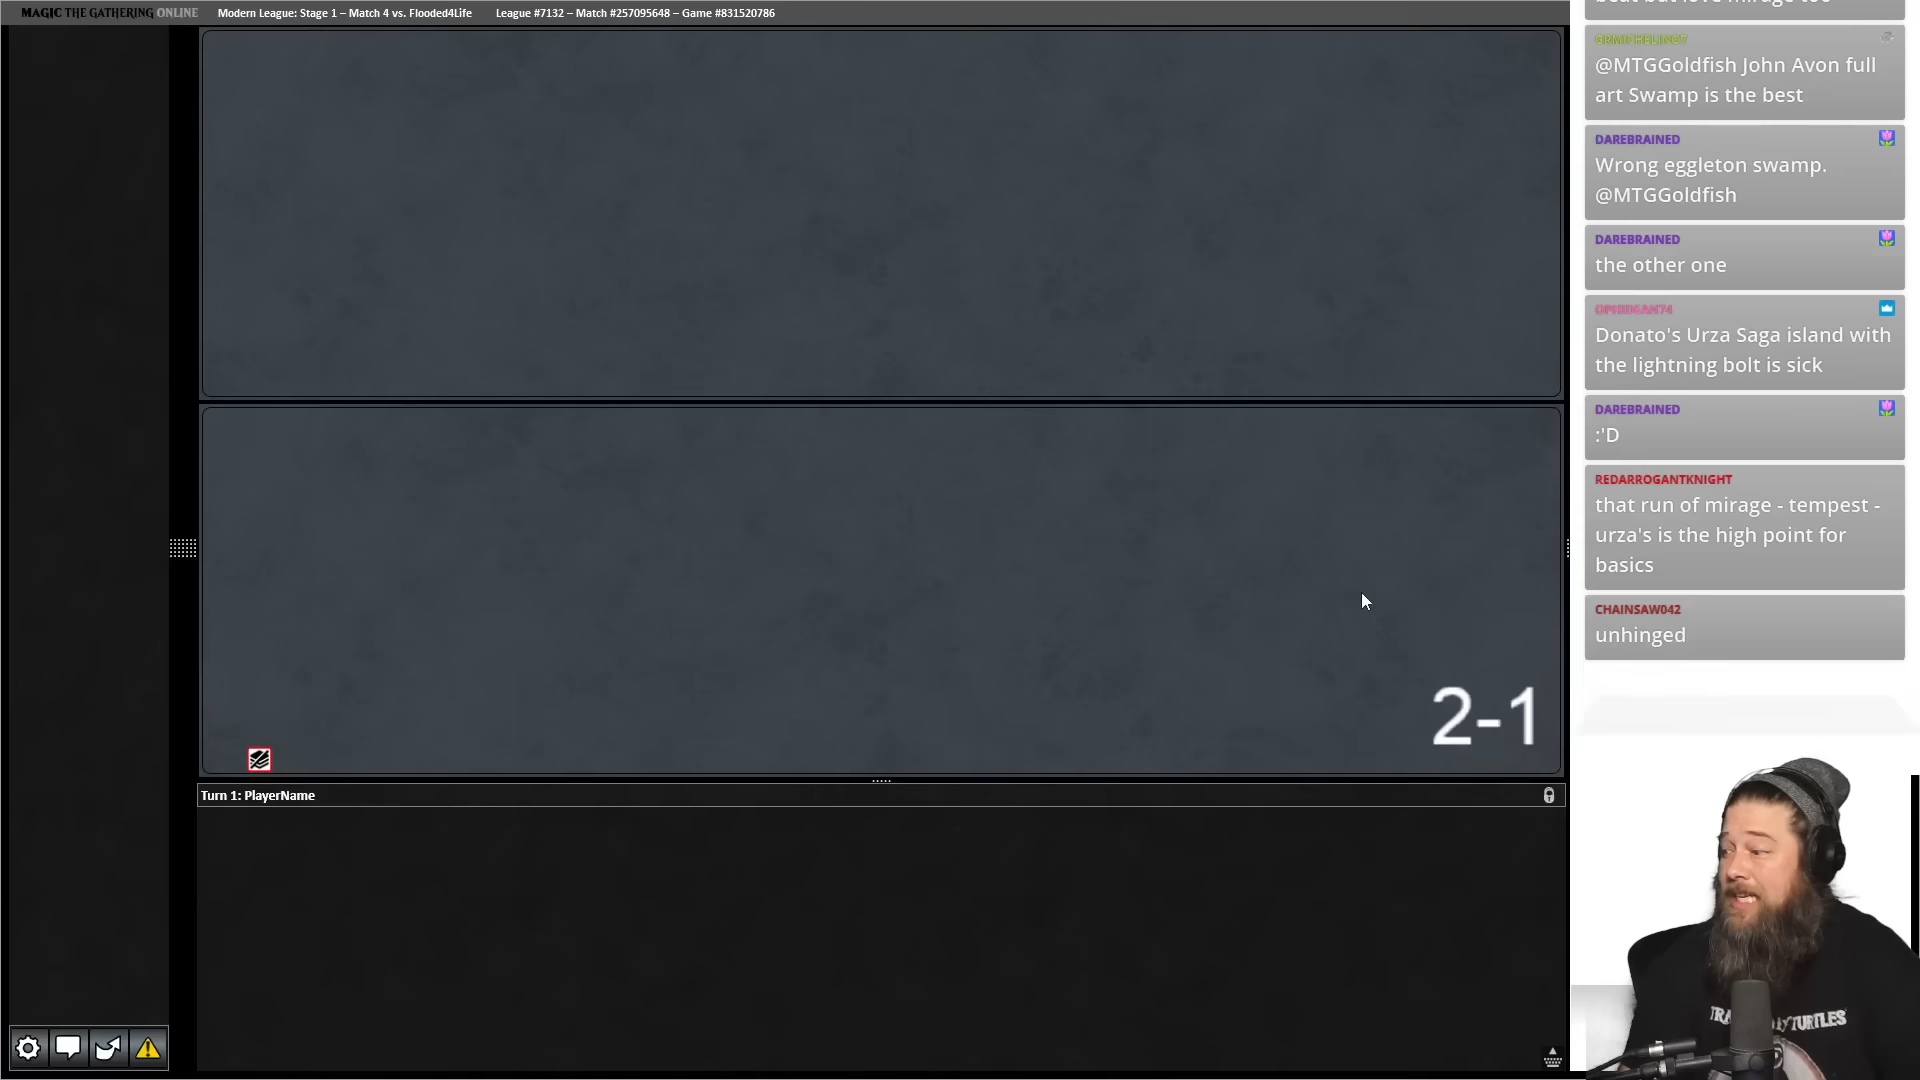 MAGIC THE GATHERING ONLINE
Modern League: Stage 1 – Match 4 vs. Flooded4Life
League #7132 – Match #257095648 – Game #831520786
2-1
Turn 1: PlayerName
@MTGGoldfish John Avon full
art Swamp is the best
DAREBRAINED
Wrong eggleton swamp.
@MTGGoldfish
DAREBRAINED
the other one
OPHIDIAN74
Donato's Urza Saga island with
the lightning bolt is sick
DAREBRAINED
:'D
REDARROGANTKNIGHT
that run of mirage - tempest -
urza's is the high point for
basics
CHAINSAW042
unhinged